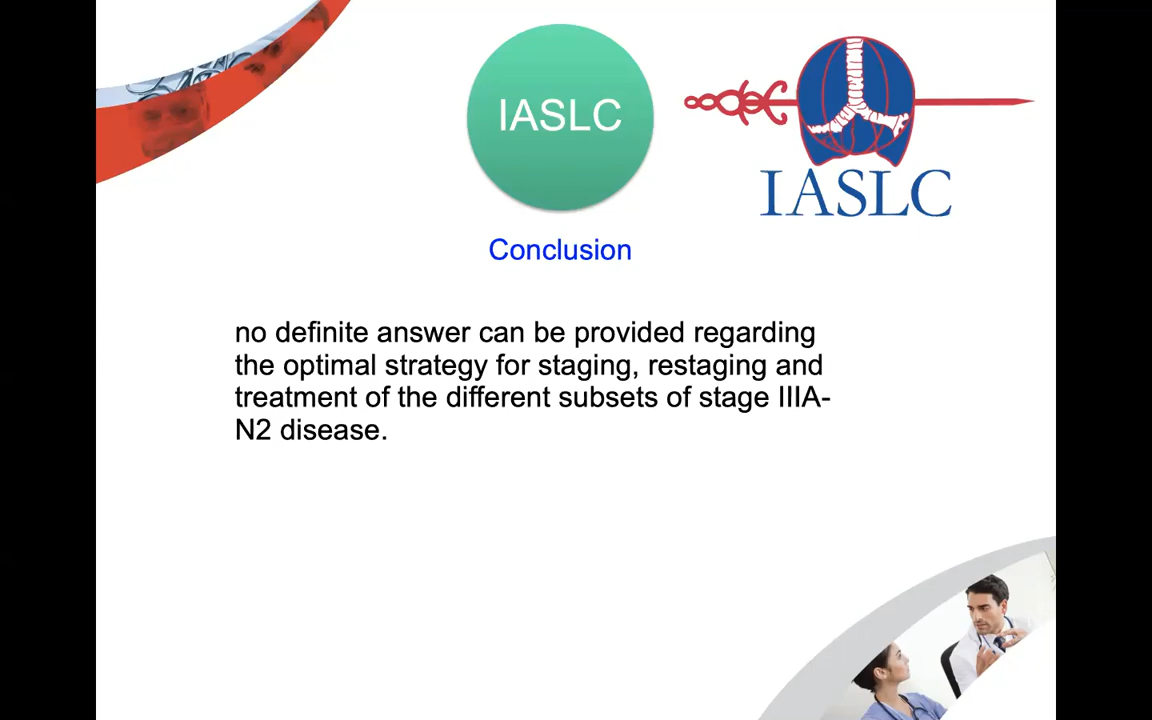 IASLC
IASLC
Conclusion
no definite answer can be provided regarding
the optimal strategy for staging, restaging and
treatment of the different subsets of stage IIIA-
N2 disease.